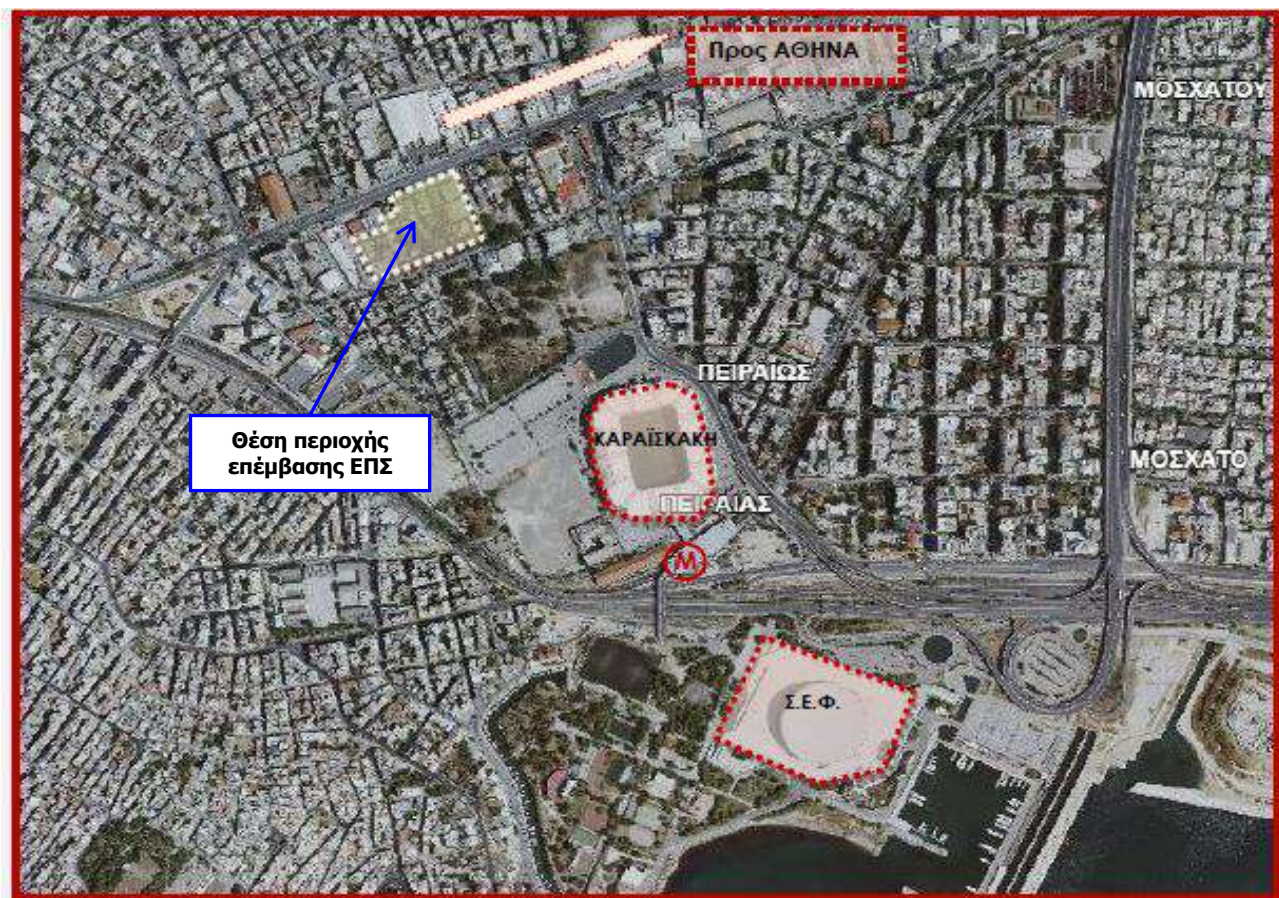 Προς ΑΘΗΝΑ
ΜΟΣΧΑΤΟΥ
ΠΕΙΡΑΙΩΣ
Θέση περιοχής
επέμβασης ΕΠΣ
ΚΑΡΑΪΣΚΑΚΗ
ΜΟΣΧΑΤΟ
ΠΕΙΡΑΙΑΣ
M
Σ.Ε.Φ.